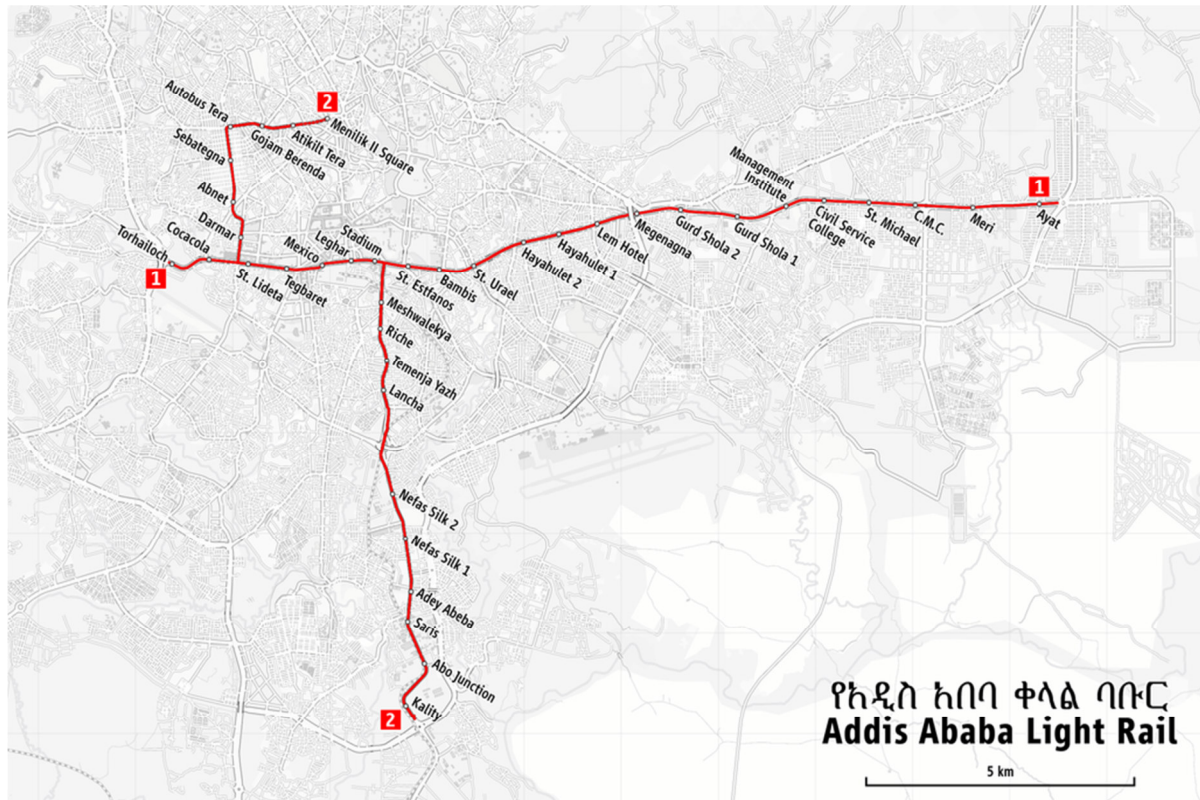 2
Autobus Tera
Gojam Berenda
Atikilt Tera
Menilik II Square
Sebategna
Abnet
Darmar
Torhailoch
1
Cocacola
St. Lideta
Tegbaret
Mexico
Leghar
Stadium
St. Estfanos
Bambis
St. Urael
Hayahulet 2
Hayahulet 1
Lem Hotel
Megenagna
Gurd Shola 2
Gurd Shola 1
Management
Institute
Civil Service
College
St. Michael
C.M.C.
Meri
1
Ayat
Meshwalekya
Riche
Temenja Yazh
Lancha
Nefas Silk 2
Nefas Silk 1
Adey Abeba
Saris
Abo Junction
Kality
2
የአዲስ አበባ ቀላል ባቡር
Addis Ababa Light Rail
5 km